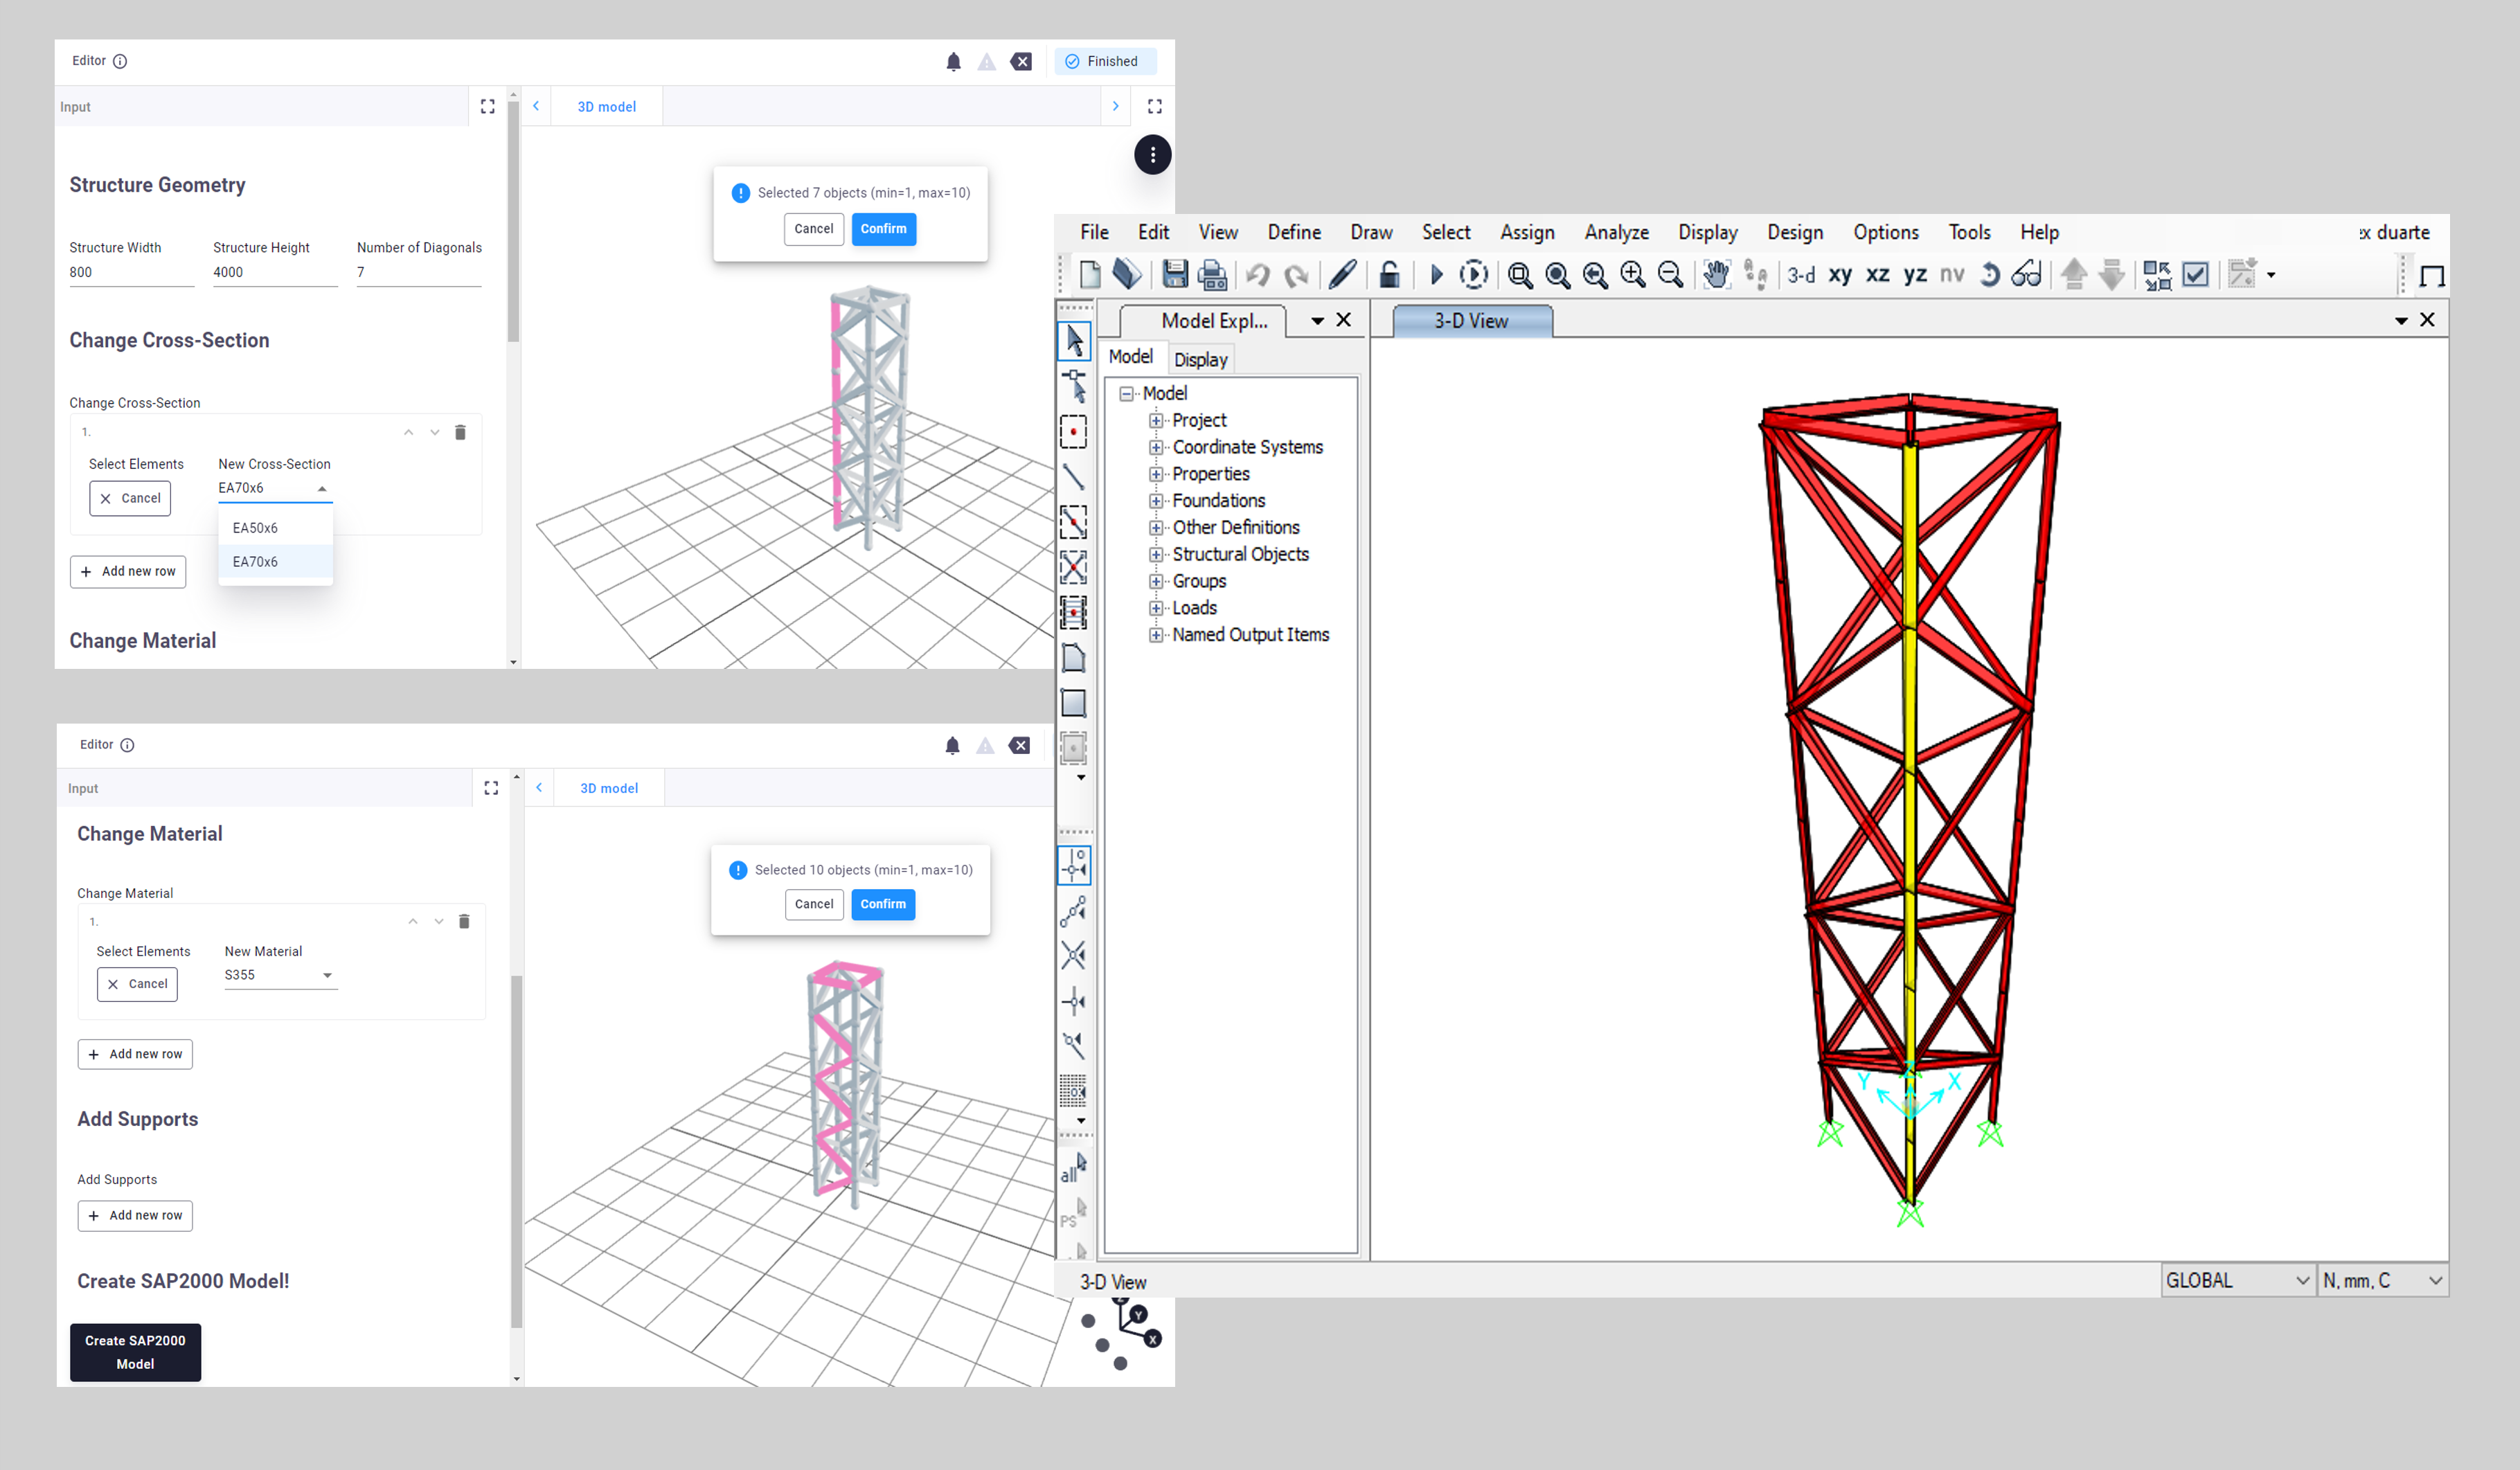 Editor
Finished
Input
3D model
Structure Geometry
Structure Width
Structure Height
Number of Diagonals
800
4000
7
Selected 7 objects (min=1, max=10)
Cancel
Confirm
Change Cross-Section
Change Cross-Section
1.
Select Elements
New Cross-Section
Cancel
EA70x6
EA50x6
EA70x6
+ Add new row
Change Material
Editor
Input
3D model
Change Material
Change Material
1.
Select Elements
New Material
Cancel
S355
+ Add new row
Selected 10 objects (min=1, max=10)
Cancel
Confirm
Add Supports
Add Supports
+ Add new row
Create SAP2000 Model!
Create SAP2000
Model
Y
X
File Edit View Define Draw Select Assign Analyze Display Design Options Tools Help
duarte
3-d xy xz yz nv
Model Expl...
3-D View
Model Display
Model
Project
Coordinate Systems
Properties
Foundations
Other Definitions
Structural Objects
Groups
Loads
Named Output Items
all
PS
Y
X
3-D View
GLOBAL
N, mm, C